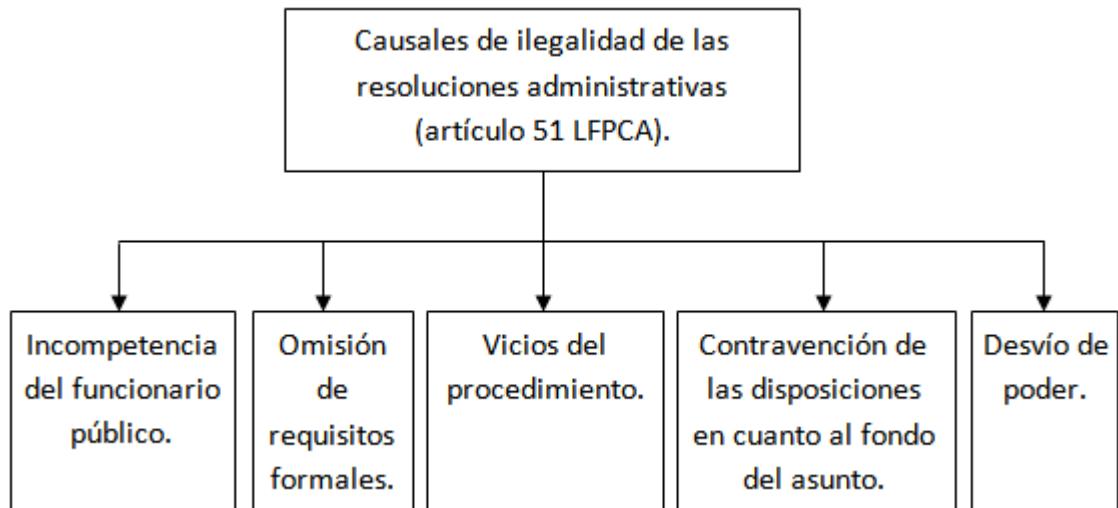 Causales de ilegalidad de las
resoluciones administrativas
(artículo 51 LFPCA).
Incompetencia
del funcionario
público.
Omisión
de
requisitos
formales.
Vicios del
procedimiento.
Contravención de
las disposiciones
en cuanto al fondo
del asunto.
Desvío de
poder.